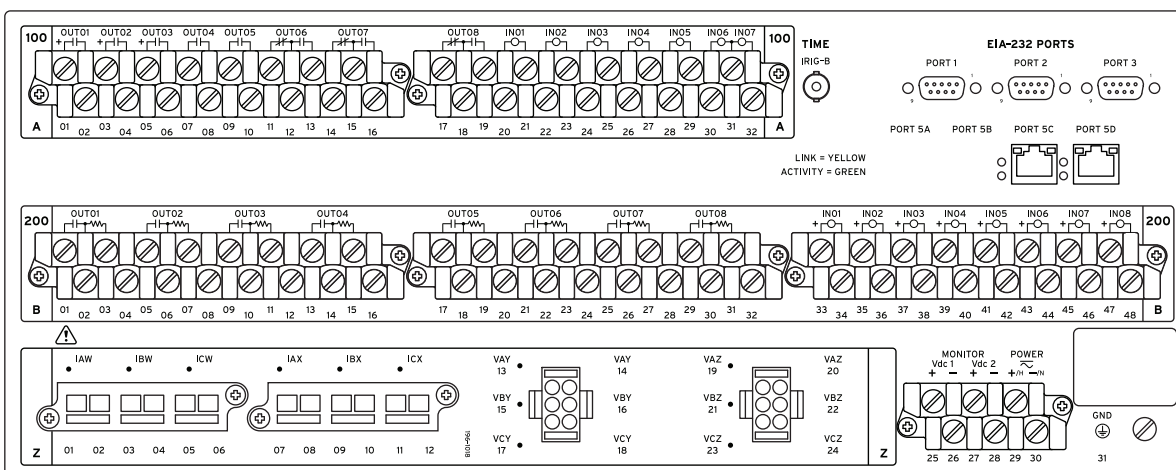 100 OUT01 OUT02 OUT03 OUT04 OUT05 OUT06 OUT07 OUT08 IN01 IN02 IN03 IN04 IN05 IN06 IN07 100
+ + +
A 01 02 03 04 05 06 07 08 09 10 11 12 13 14 15 16 17 18 19 20 21 22 23 24 25 26 27 28 29 30 31 32 A
TIME
IRIG-B
EIA-232 PORTS
PORT 1 PORT 2 PORT 3
1 1 1
9 9 9
PORT 5A PORT 5B PORT 5C PORT 5D
LINK = YELLOW
ACTIVITY = GREEN
200 OUT01 OUT02 OUT03 OUT04 OUT05 OUT06 OUT07 OUT08 IN01 IN02 IN03 IN04 IN05 IN06 IN07 IN08 200
+ + + + + + + +
B 01 02 03 04 05 06 07 08 09 10 11 12 13 14 15 16 17 18 19 20 21 22 23 24 25 26 27 28 29 30 31 32 33 34 35 36 37 38 39 40 41 42 43 44 45 46 47 48 B
IAW IBW ICW IAX IBX ICX
VAY 13 VAY 14 VAZ 19 VAZ 20
VBY 15 VBY 16 VBZ 21 VBZ 22
VCY 17 VCY 18 VCZ 23 VCZ 24
Z 01 02 03 04 05 06 07 08 09 10 11 12 Z
196-1018
MONITOR POWER
Vdc 1 Vdc 2
+ − + − +/H −/N
25 26 27 28 29 30
GND
31